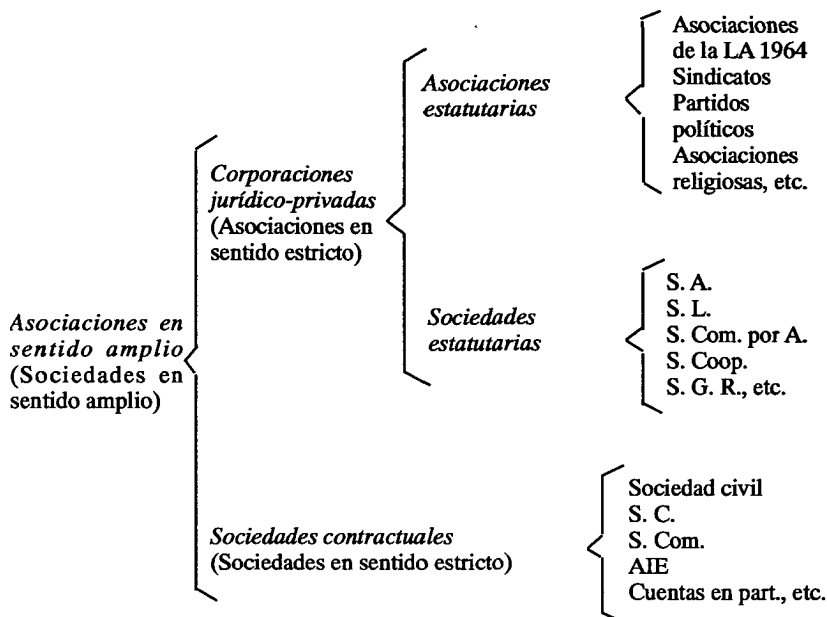 Asociaciones en
sentido amplio
(Sociedades en
sentido amplio)
Corporaciones
jurídico-privadas
(Asociaciones en
sentido estricto)
Asociaciones
estatutarias
Asociaciones
de la LA 1964
Sindicatos
Partidos
políticos
Asociaciones
religiosas, etc.
Sociedades
estatutarias
S. A.
S. L.
S. Com. por A.
S. Coop.
S. G. R., etc.
Sociedades contractuales
(Sociedades en sentido estricto)
Sociedad civil
S. C.
S. Com.
AIE
Cuentas en part., etc.